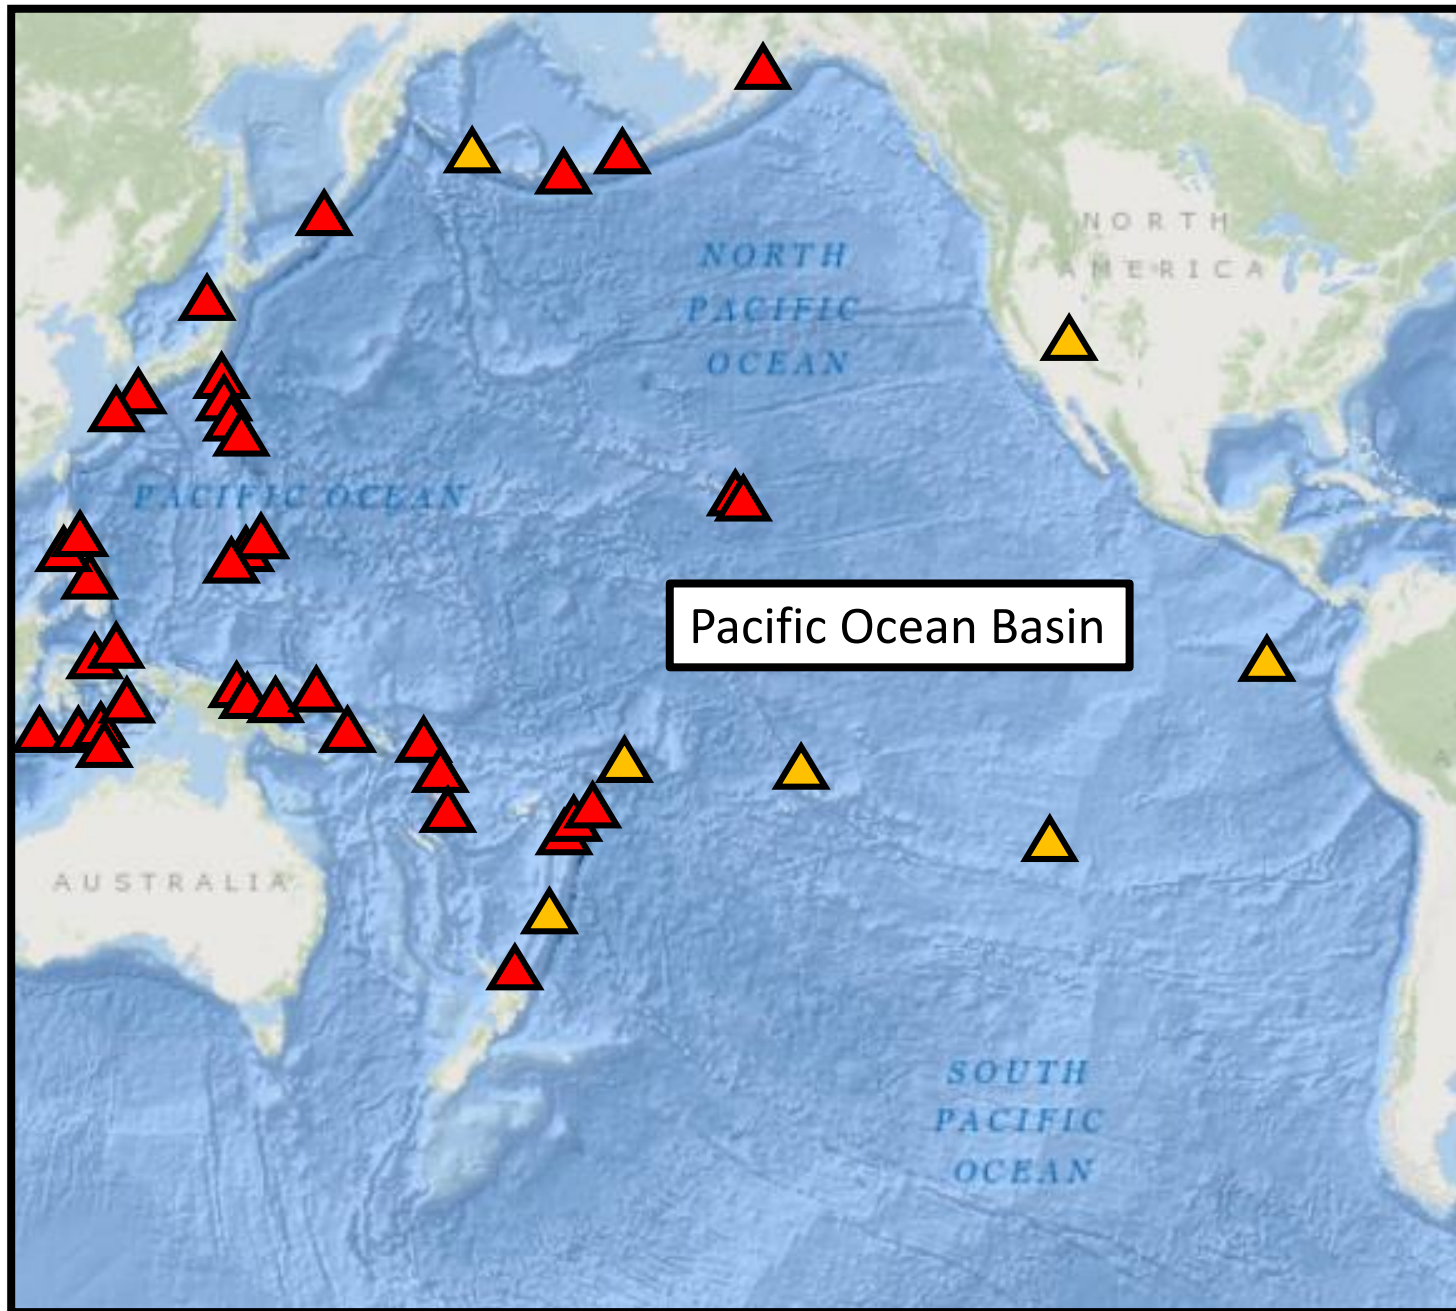 NORTH
AMERICA
NORTH
PACIFIC
OCEAN
PACIFIC OCEAN
Pacific Ocean Basin
AUSTRALIA
SOUTH
PACIFIC
OCEAN